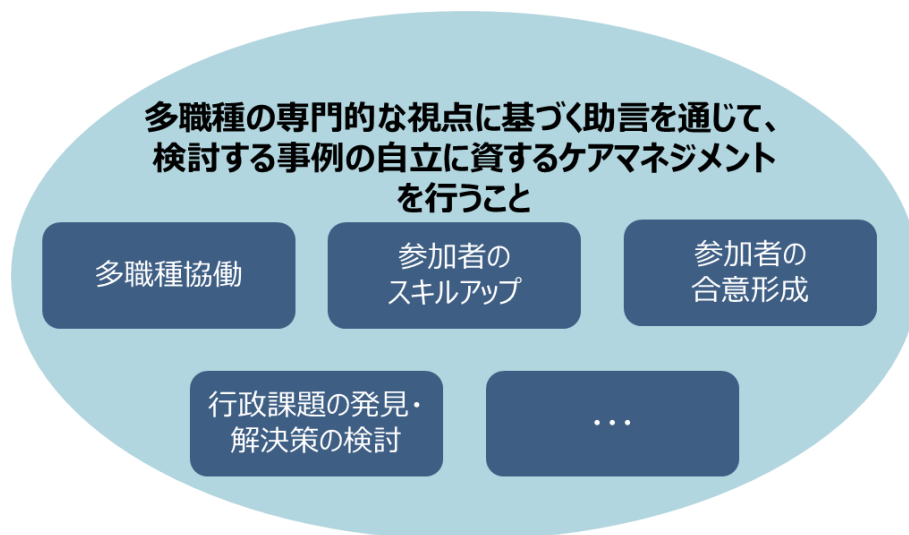 多職種の専門的な視点に基づく助言を通じて、
検討する事例の自立に資するケアマネジメント
を行うこと
多職種協働
参加者の
スキルアップ
参加者の
合意形成
行政課題の発見・
解決策の検討
・・・